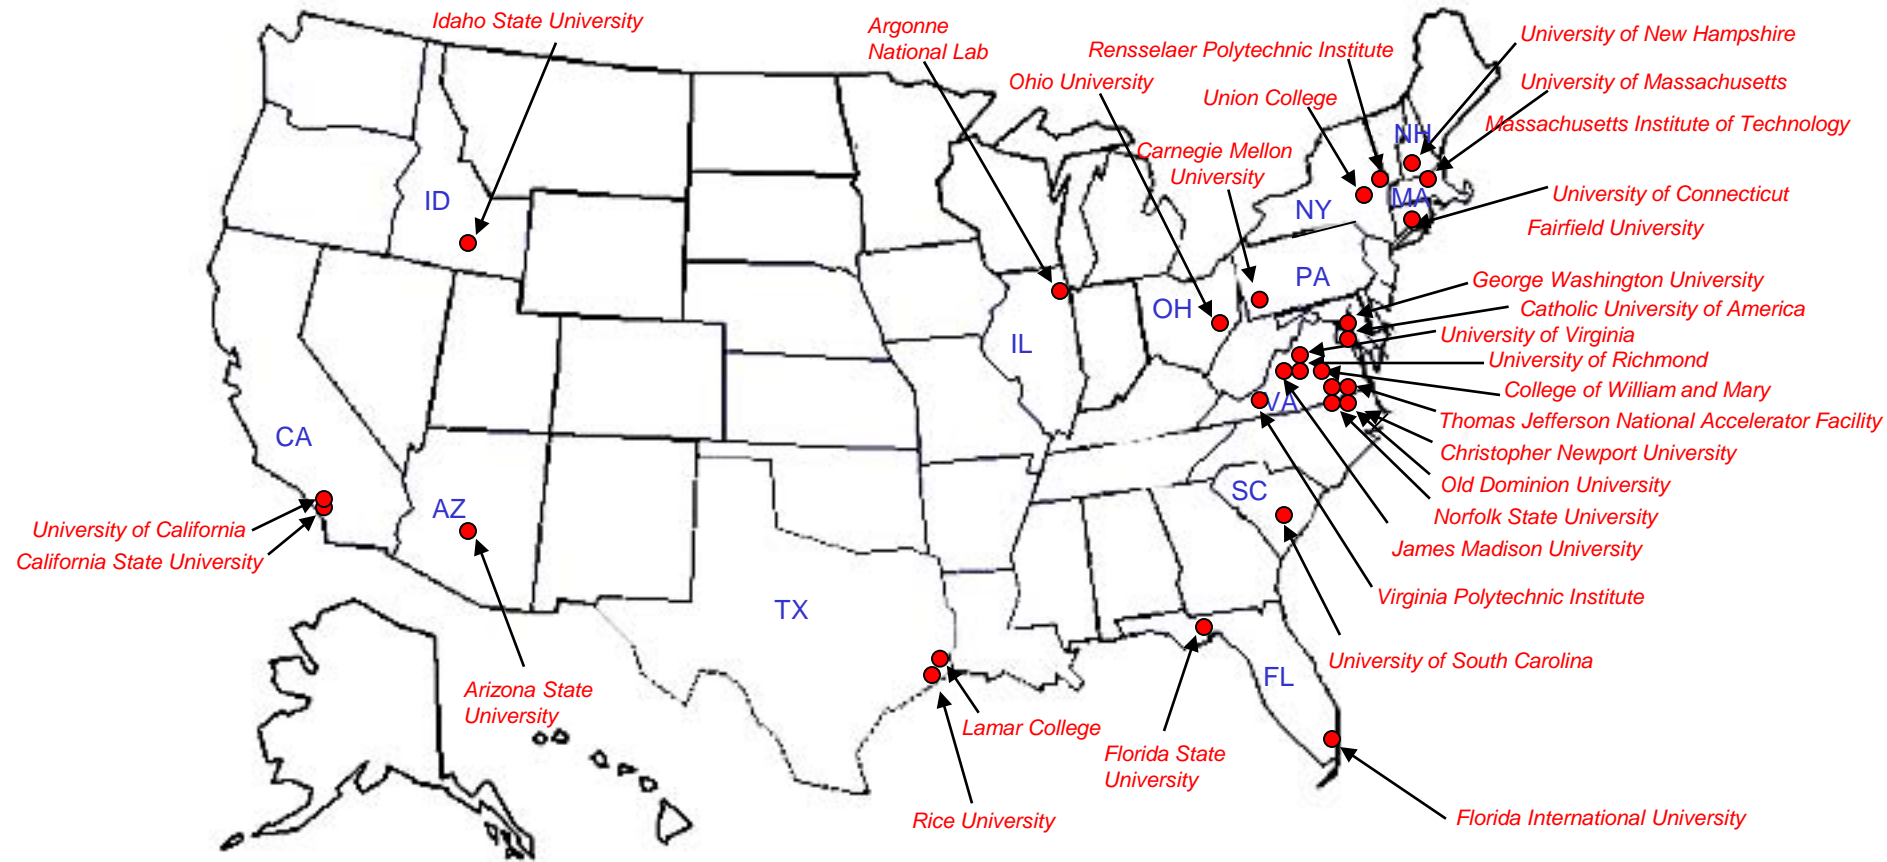 Idaho State University
Argonne
National Lab
Rensselaer Polytechnic Institute
University of New Hampshire
Ohio University
University of Massachusetts
Union College
Massachusetts Institute of Technology
NH
Carnegie Mellon
University
University of Connecticut
MA
ID
NY
Fairfield University
PA
George Washington University
OH
Catholic University of America
University of Virginia
IL
University of Richmond
College of William and Mary
VA
Thomas Jefferson National Accelerator Facility
CA
Christopher Newport University
Old Dominion University
SC
AZ
Norfolk State University
University of California
James Madison University
California State University
Virginia Polytechnic Institute
TX
University of South Carolina
FL
Arizona State
University
Lamar College
Florida State
University
Rice University
Florida International University